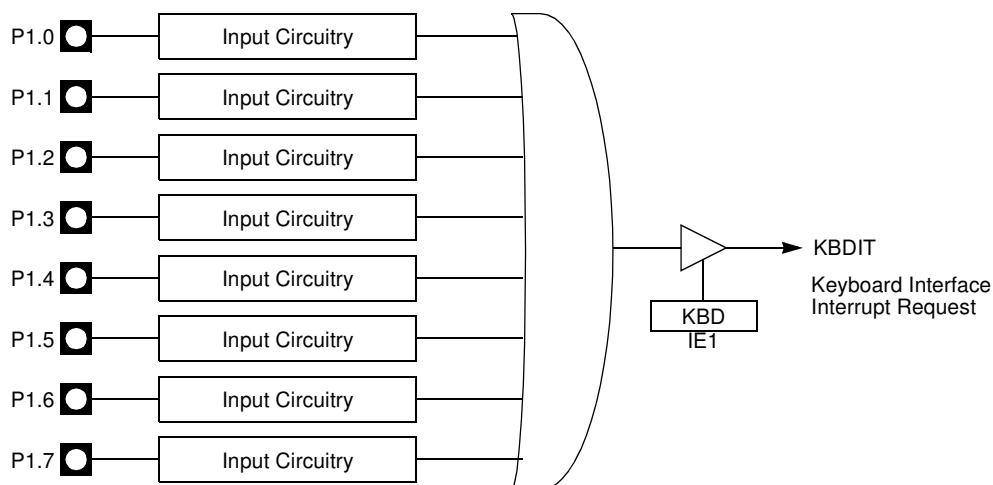 P1.0 Input Circuitry
P1.1 Input Circuitry
P1.2 Input Circuitry
P1.3 Input Circuitry
P1.4 Input Circuitry
P1.5 Input Circuitry
P1.6 Input Circuitry
P1.7 Input Circuitry
KBDIT
Keyboard Interface
Interrupt Request
KBD
IE1